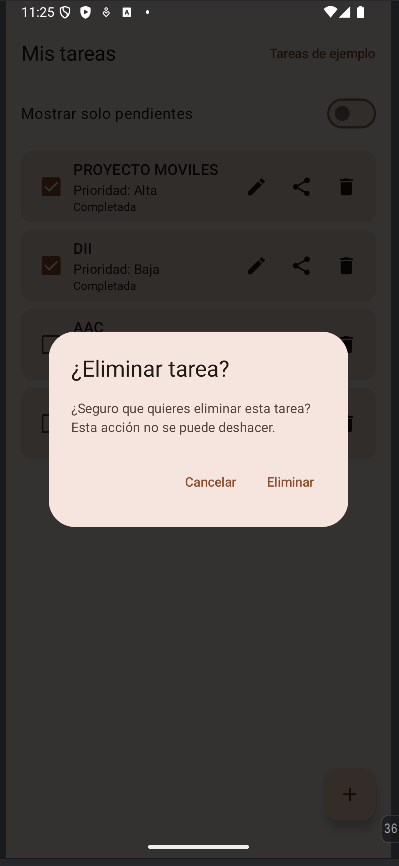 11:25
Mis tareas
Tareas de ejemplo
Mostrar solo pendientes
PROYECTO MOVILES
Prioridad: Alta
Completada
DII
Prioridad: Baja
Completada
AAC
¿Eliminar tarea?
¿Seguro que quieres eliminar esta tarea?
Esta acción no se puede deshacer.
Cancelar
Eliminar
36